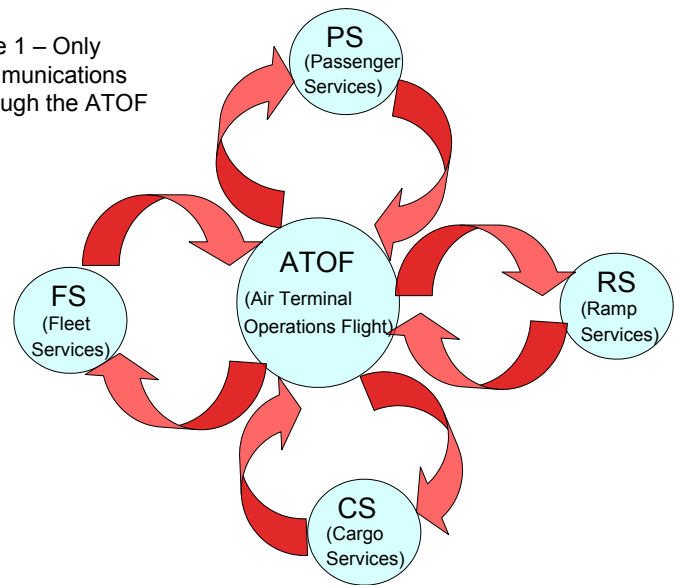 e 1 – Only
munications
ugh the ATOF
PS
(Passenger
Services)
ATOF
(Air Terminal
Operations Flight)
FS
(Fleet
Services)
RS
(Ramp
Services)
CS
(Cargo
Services)